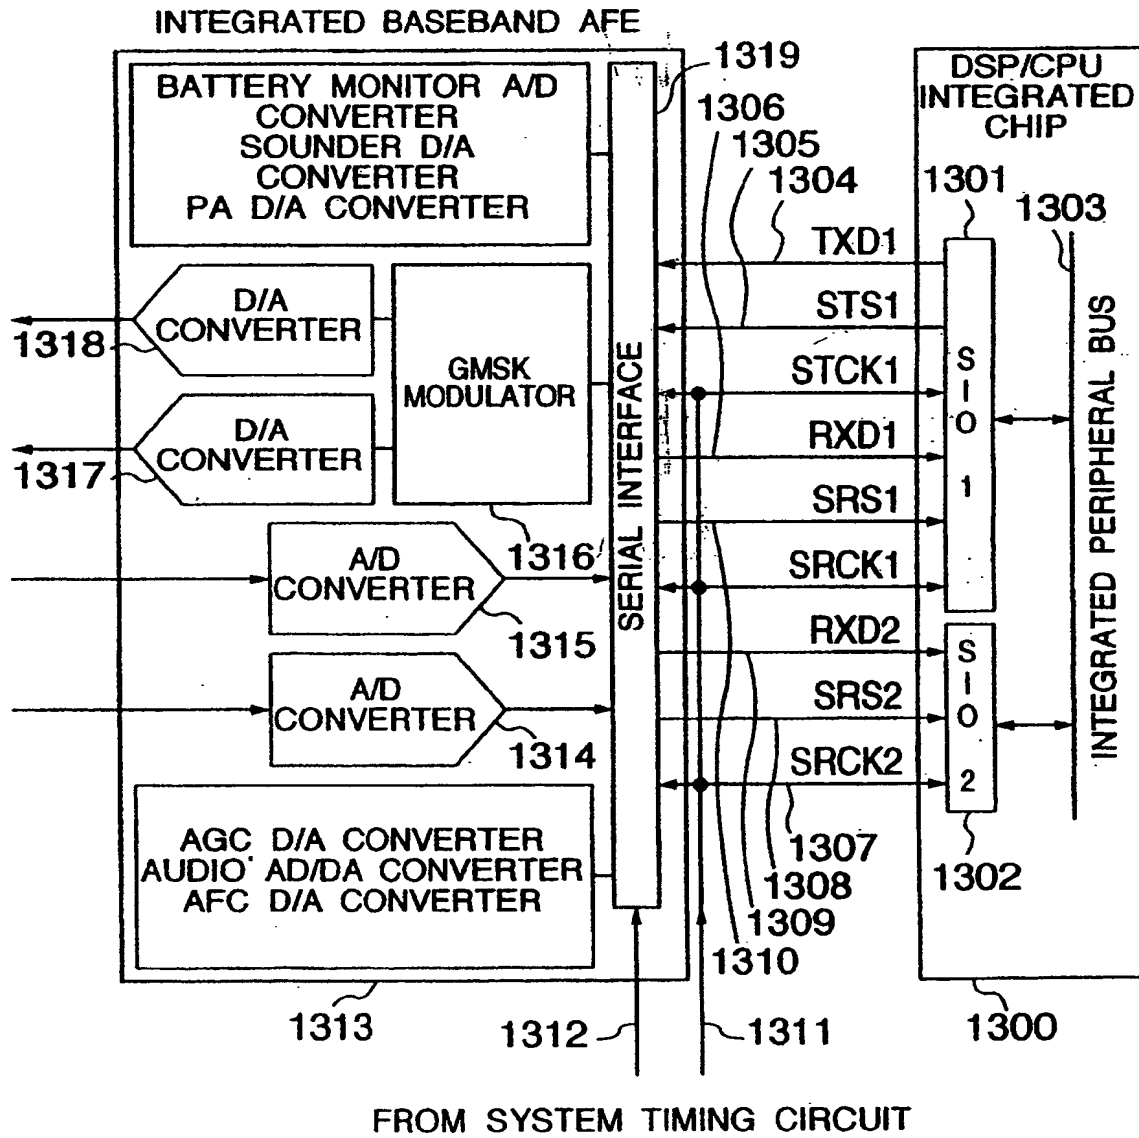 INTEGRATED BASEBAND AFE
BATTERY MONITOR A/D
CONVERTER
SOUNDER D/A
CONVERTER
PA D/A CONVERTER
D/A
CONVERTER
1318
D/A
CONVERTER
1317
GMSK
MODULATOR
1316
A/D
CONVERTER
1315
A/D
CONVERTER
1314
AGC D/A CONVERTER
AUDIO AD/DA CONVERTER
AFC D/A CONVERTER
1313
SERIAL INTERFACE
1319
1306
1305
1304
TXD1
STS1
STCK1
RXD1
SRS1
SRCK1
RXD2
SRS2
SRCK2
1307
1308
1309
1310
1312
1311
DSP/CPU
INTEGRATED
CHIP
1301
1303
SIO 1
SIO 2
1302
INTEGRATED PERIPHERAL BUS
1300
FROM SYSTEM TIMING CIRCUIT